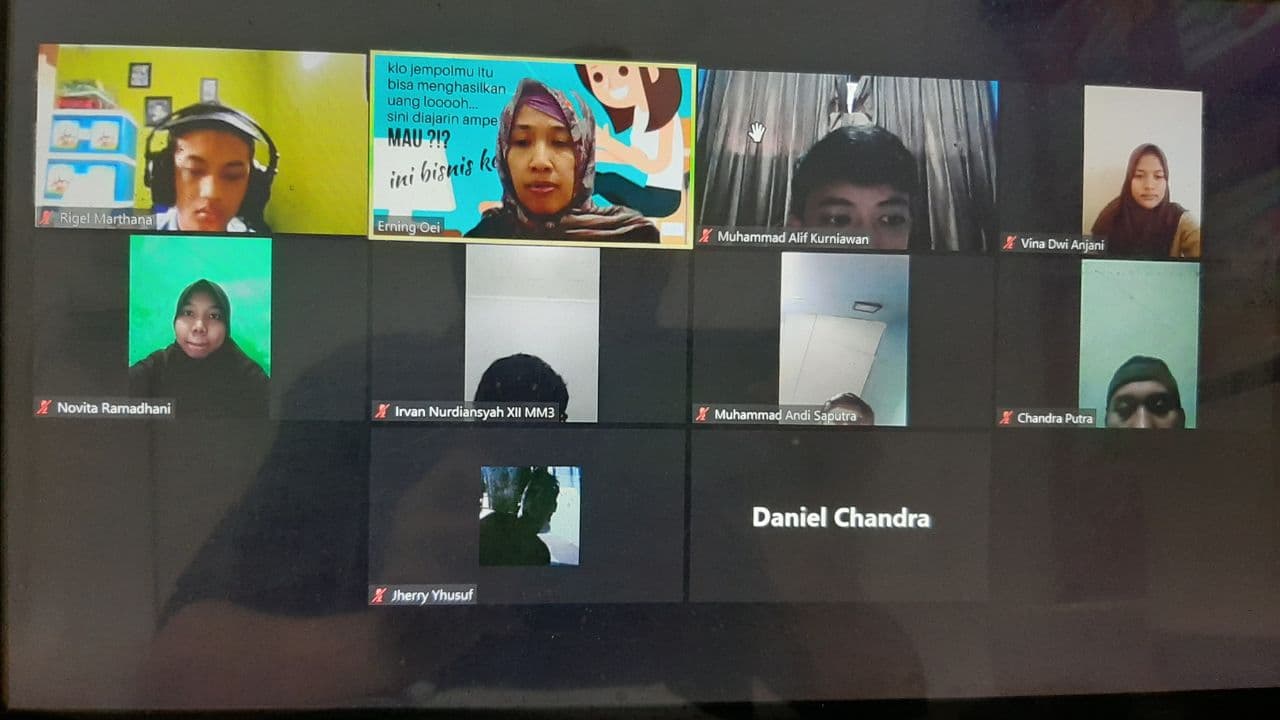 klo jempolmu itu
bisa menghasilkan
uang looooh...
sini diajarin ampe
MAU ?!?
ini bisnis
Rigel Marthana
Erning Oei
Muhammad Alif Kurniawan
Vina Dwi Anjani
Novita Ramadhani
Irvan Nurdiansyah XII MM3
Muhammad Andi Saputra
Chandra Putra
Jherry Yhusuf
Daniel Chandra